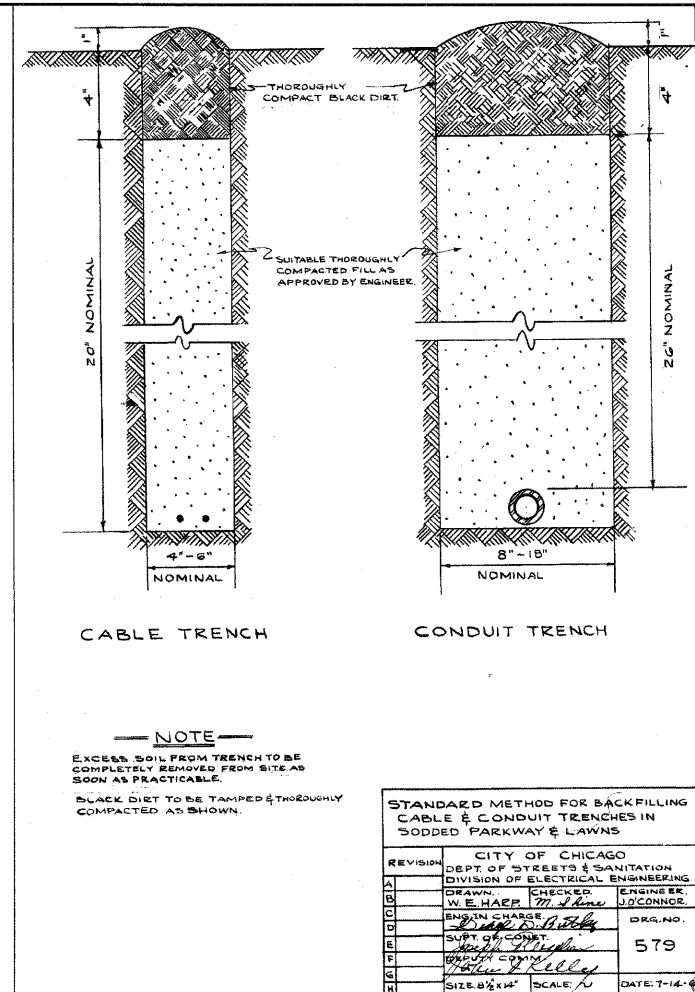 1"
4"
20" NOMINAL
THOROUGHLY
COMPACT BLACK DIRT.
SUITABLE THOROUGHLY
COMPACTED FILL AS
APPROVED BY ENGINEER.
1"
4"
26" NOMINAL
4"-6"
NOMINAL
8"-18"
NOMINAL
CABLE TRENCH
CONDUIT TRENCH
NOTE
EXCESS SOIL FROM TRENCH TO BE
COMPLETELY REMOVED FROM SITE AS
SOON AS PRACTICABLE.
BLACK DIRT TO BE TAMPED & THOROUGHLY
COMPACTED AS SHOWN.
STANDARD METHOD FOR BACKFILLING
CABLE & CONDUIT TRENCHES IN
SODDED PARKWAY & LAWNS
REVISION
A
B
C
D
E
F
G
H
CITY OF CHICAGO
DEPT. OF STREETS & SANITATION
DIVISION OF ELECTRICAL ENGINEERING
DRAWN. CHECKED. ENGINEER.
W. E. HARP. J. O'CONNOR.
ENG. IN CHARGE.
DRG. NO.
SUPT. OF CONST.
579
DEPUTY COMM.
Kelly
SIZE 8½ x 14" SCALE: DATE: 7-14-